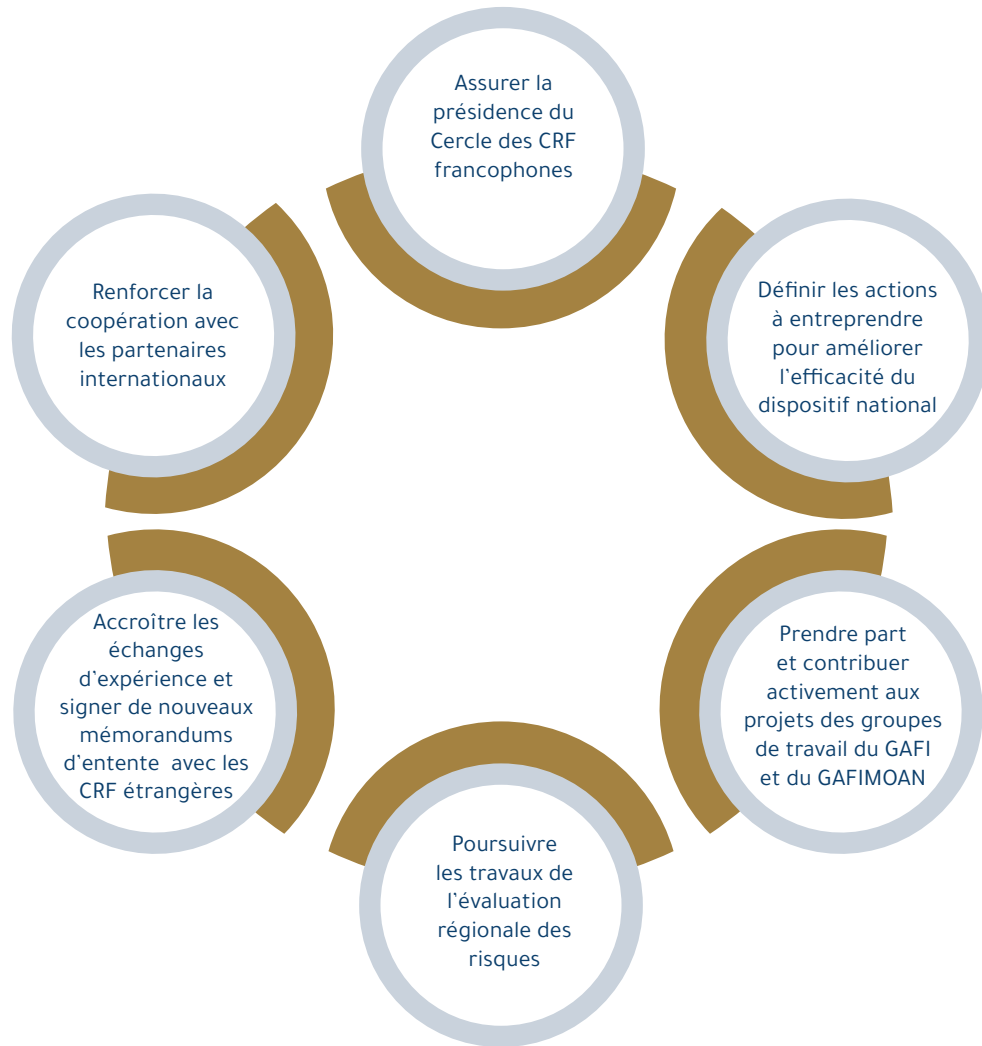 Assurer la
présidence du
Cercle des CRF
francophones
Définir les actions
à entreprendre
pour améliorer
l'efficacité du
dispositif national
Prendre part
et contribuer
activement aux
projets des groupes
de travail du GAFI
et du GAFIMOAN
Poursuivre
les travaux de
l'évaluation
régionale des
risques
Accroître les
échanges
d'expérience et
signer de nouveaux
mémorandums
d'entente avec les
CRF étrangères
Renforcer la
coopération avec
les partenaires
internationaux